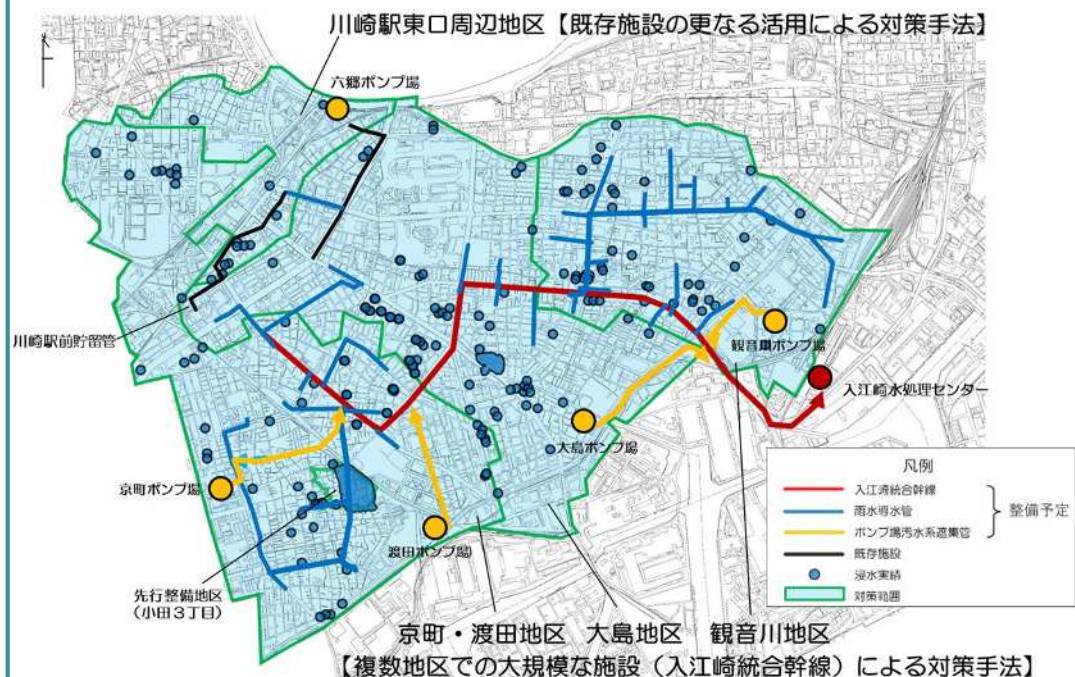 川崎駅東口周辺地区【既存施設の更なる活用による対策手法】
六郷ポンプ場
川崎駅前貯留管
観音川ポンプ場
入江崎水処理センター
大島ポンプ場
京町ポンプ場
渡田ポンプ場
先行整備地区
(小田3丁目)
凡例
入江崎統合幹線
雨水導水管
ポンプ場汚水系遮集管
整備予定
既存施設
浸水実績
対策範囲
京町・渡田地区 大島地区 観音川地区
【複数地区での大規模な施設(入江崎統合幹線)による対策手法】